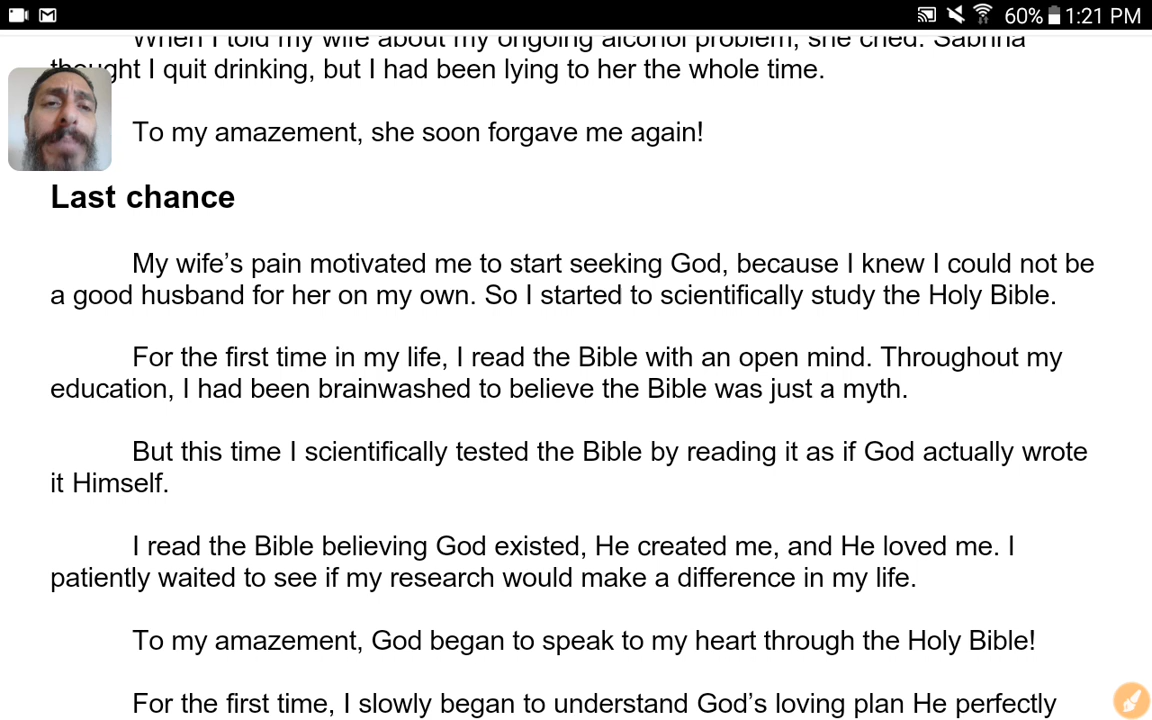 60% 1:21 PM
When I told my wife about my ongoing alcohol problem, she cried. Sabrina
thought I quit drinking, but I had been lying to her the whole time.
To my amazement, she soon forgave me again!
Last chance
My wife’s pain motivated me to start seeking God, because I knew I could not be
a good husband for her on my own. So I started to scientifically study the Holy Bible.
For the first time in my life, I read the Bible with an open mind. Throughout my
education, I had been brainwashed to believe the Bible was just a myth.
But this time I scientifically tested the Bible by reading it as if God actually wrote
it Himself.
I read the Bible believing God existed, He created me, and He loved me. I
patiently waited to see if my research would make a difference in my life.
To my amazement, God began to speak to my heart through the Holy Bible!
For the first time, I slowly began to understand God’s loving plan He perfectly